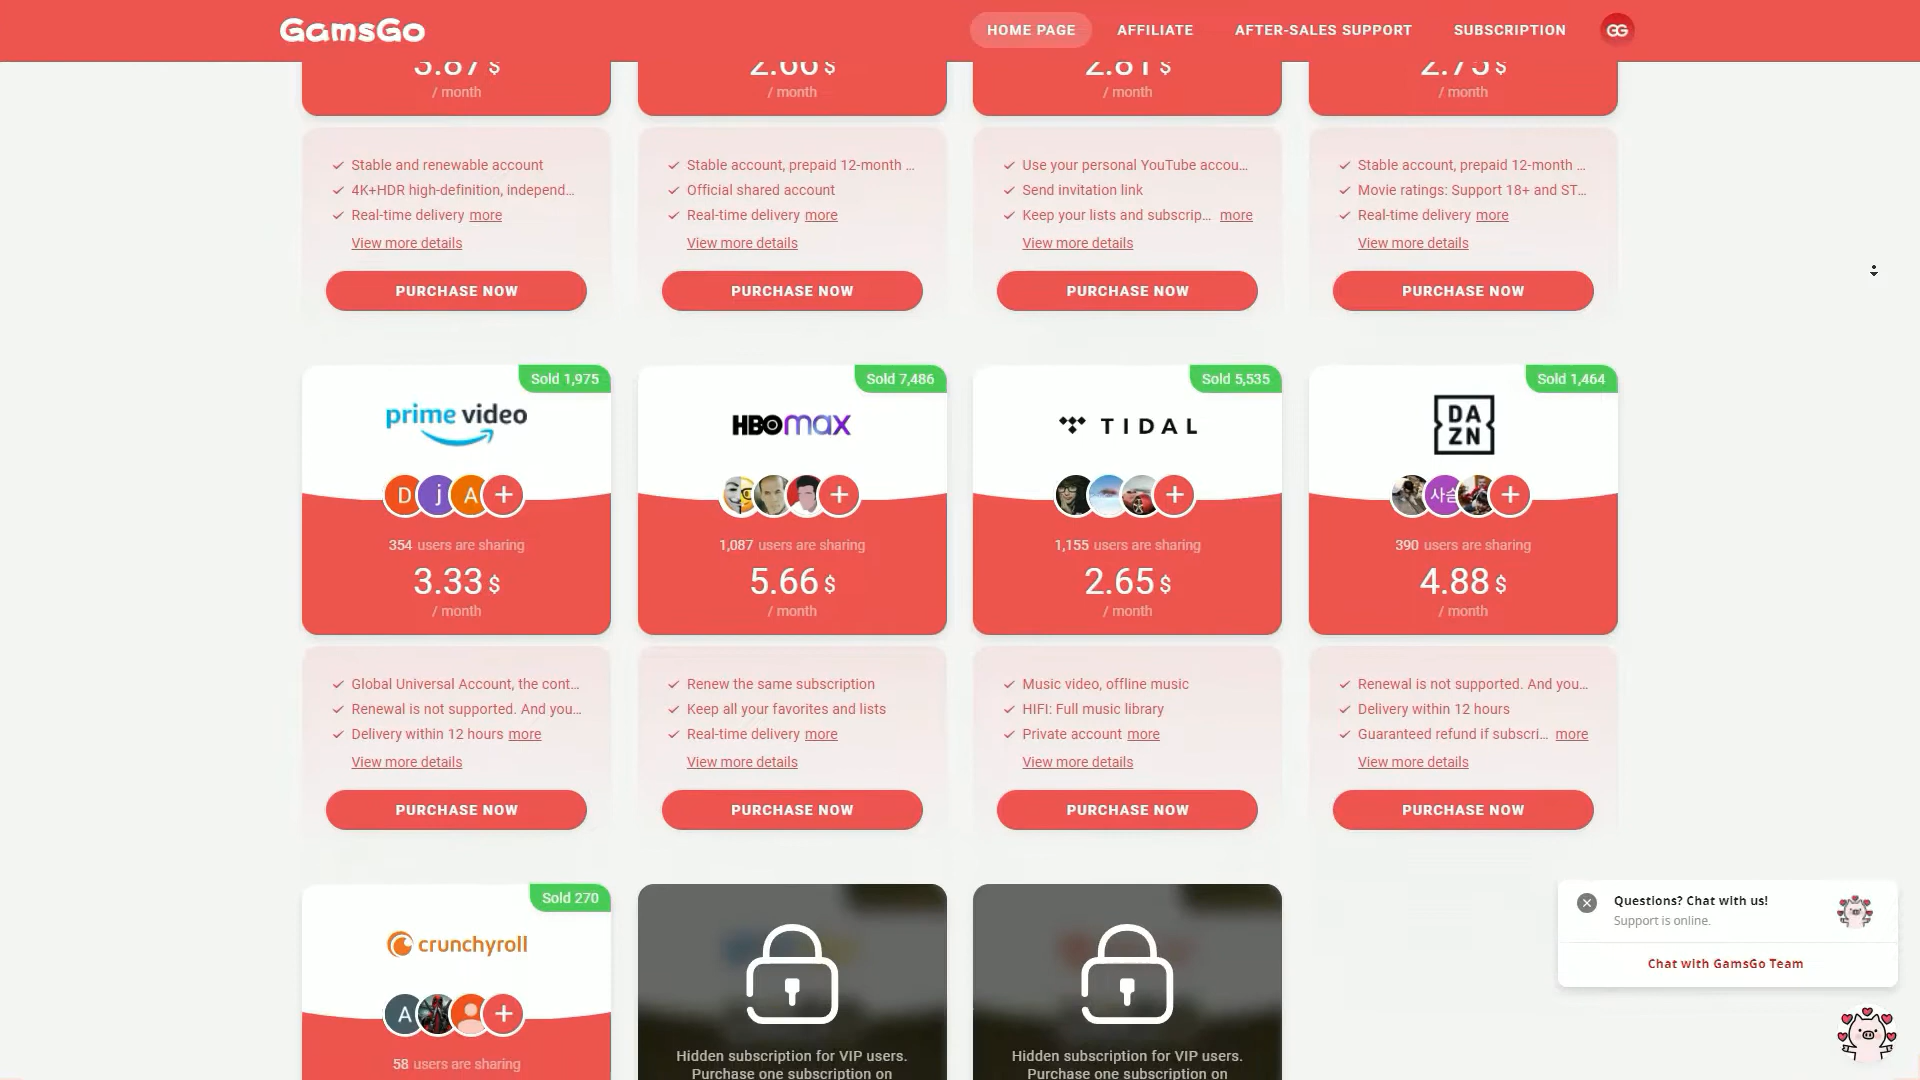 GamsGo
HOME PAGE
AFFILIATE
AFTER-SALES SUPPORT
SUBSCRIPTION
GG
3.87 $
/ month
2.66 $
/ month
2.81 $
/ month
2.75 $
/ month
Stable and renewable account
4K+HDR high-definition, independ...
Real-time delivery more
View more details
PURCHASE NOW
Stable account, prepaid 12-month ...
Official shared account
Real-time delivery more
View more details
PURCHASE NOW
Use your personal YouTube accou...
Send invitation link
Keep your lists and subscrip... more
View more details
PURCHASE NOW
Stable account, prepaid 12-month ...
Movie ratings: Support 18+ and ST...
Real-time delivery more
View more details
PURCHASE NOW
Sold 1,975
prime video
D j A +
354 users are sharing
3.33 $
/ month
Sold 7,486
HBOmax
+
1,087 users are sharing
5.66 $
/ month
Sold 5,535
TIDAL
+
1,155 users are sharing
2.65 $
/ month
Sold 1,464
DA
ZN
사슴 +
390 users are sharing
4.88 $
/ month
Global Universal Account, the cont...
Renewal is not supported. And you...
Delivery within 12 hours more
View more details
PURCHASE NOW
Renew the same subscription
Keep all your favorites and lists
Real-time delivery more
View more details
PURCHASE NOW
Music video, offline music
HIFI: Full music library
Private account more
View more details
PURCHASE NOW
Renewal is not supported. And you...
Delivery within 12 hours
Guaranteed refund if subscri... more
View more details
PURCHASE NOW
Sold 270
crunchyroll
A +
58 users are sharing
Hidden subscription for VIP users.
Purchase one subscription on
Hidden subscription for VIP users.
Purchase one subscription on
Questions? Chat with us!
Support is online.
Chat with GamsGo Team